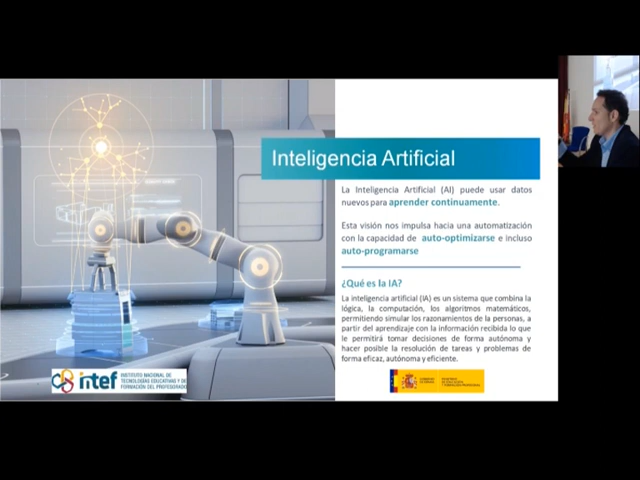 Inteligencia Artificial
La Inteligencia Artificial (AI) puede usar datos
nuevos para aprender continuamente.
Esta visión nos impulsa hacia una automatización
con la capacidad de auto-optimizarse e incluso
auto-programarse
¿Qué es la IA?
La inteligencia artificial (IA) es un sistema que combina la
lógica, la computación, los algoritmos matemáticos,
permitiendo simular los razonamientos de la personas, a
partir del aprendizaje con la información recibida lo que
le permitirá tomar decisiones de forma autónoma y
hacer posible la resolución de tareas y problemas de
forma eficaz, autónoma y eficiente.
intef
INSTITUTO NACIONAL DE
TECNOLOGÍAS EDUCATIVAS Y DE
FORMACIÓN DEL PROFESORADO